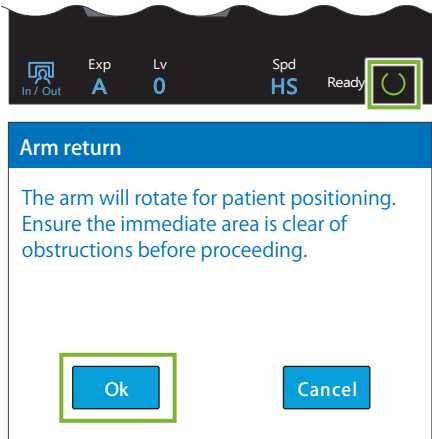 Exp Lv Spd
In / Out A 0 HS Ready
Arm return
The arm will rotate for patient positioning.
Ensure the immediate area is clear of
obstructions before proceeding.
Ok Cancel